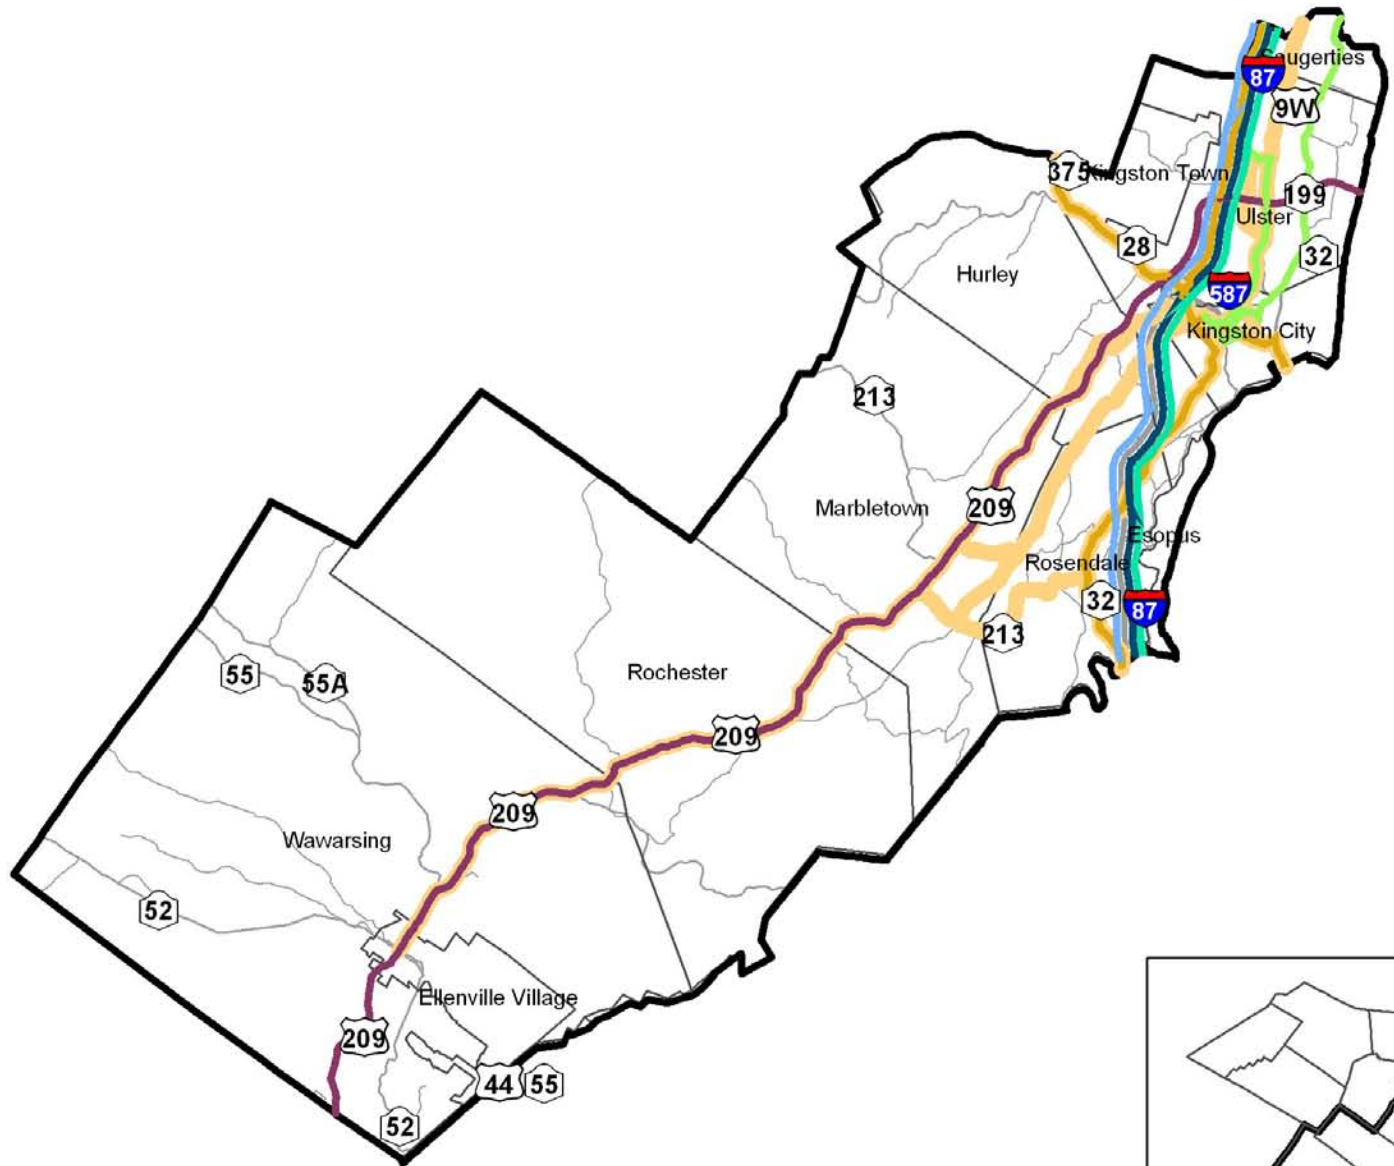 Saugerties
87
9W
375
Kingston Town
199
Ulster
28
32
Hurley
587
Kingston City
213
209
Marbletown
Esopus
Rosendale
32
87
213
Rochester
55
55A
209
209
Wawarsing
52
Ellenville Village
209
44
55
52